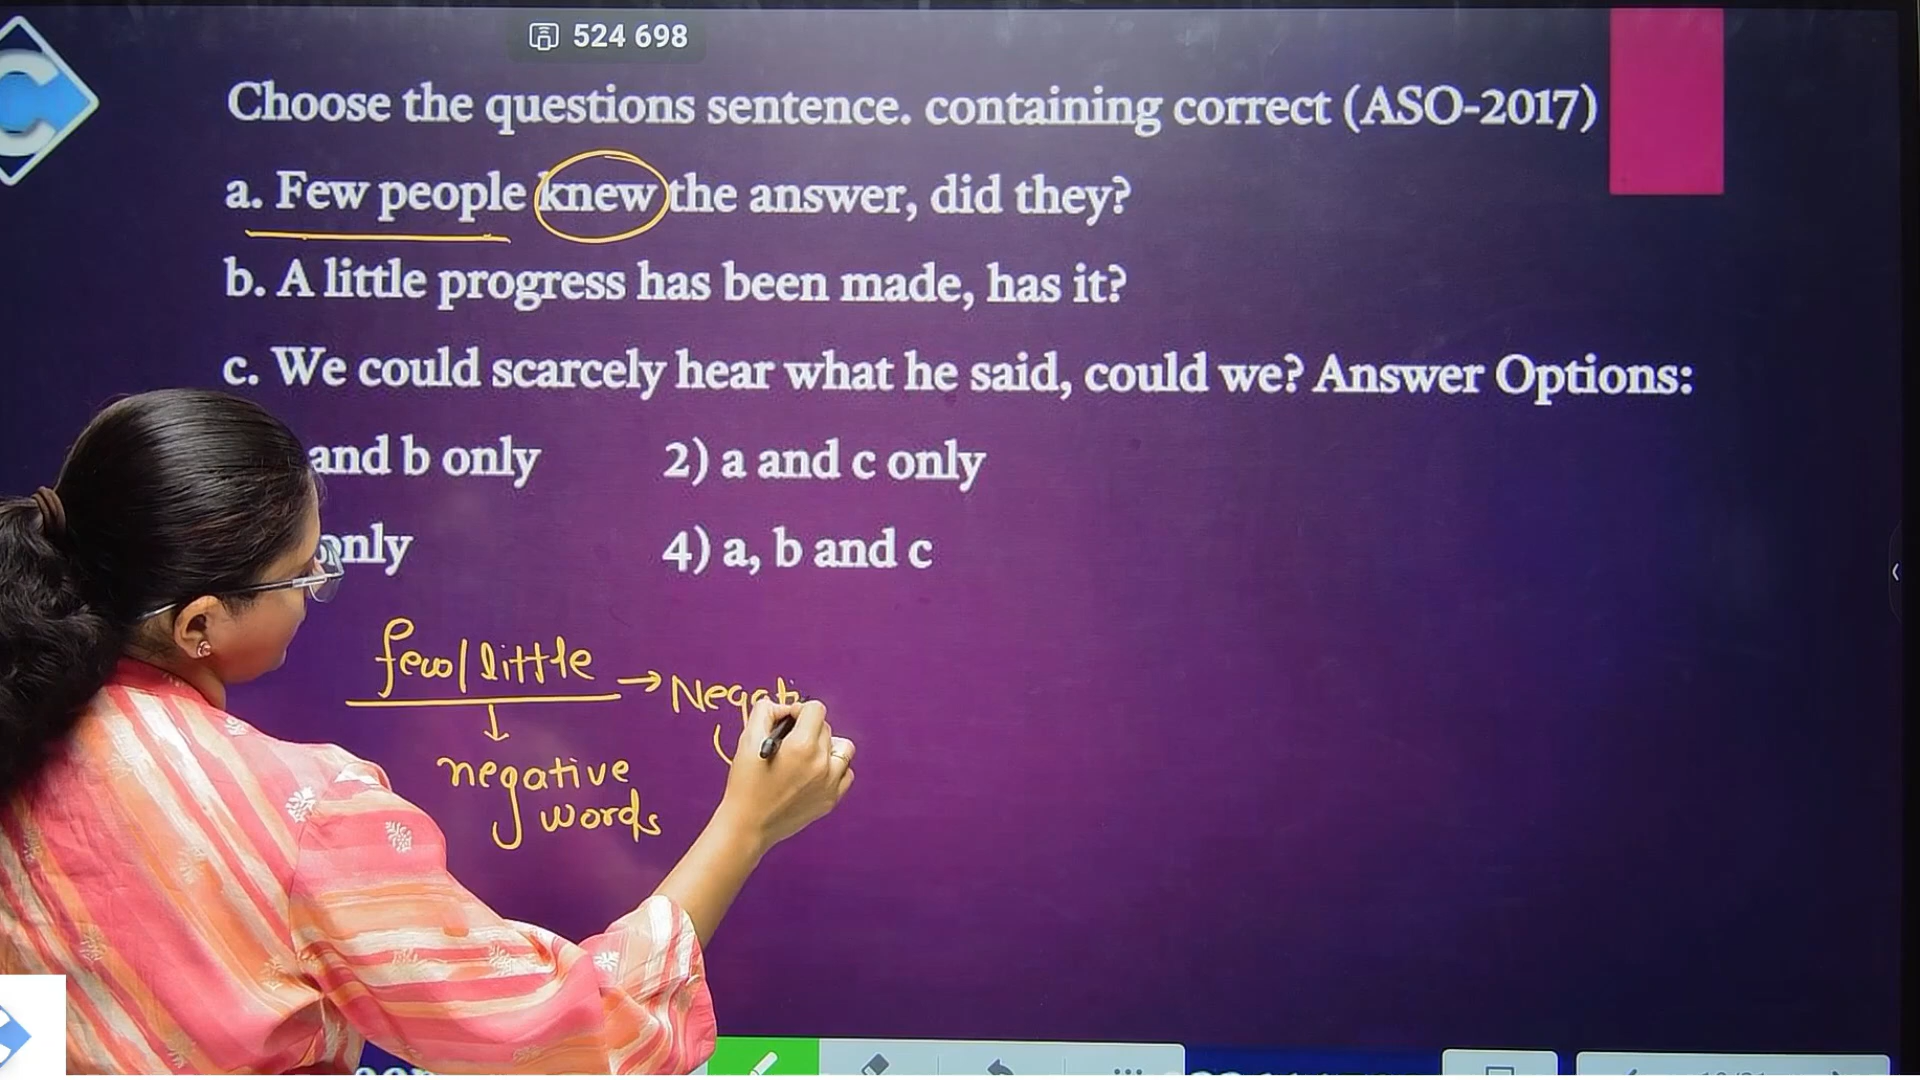 524 698
Choose the questions sentence. containing correct (ASO-2017)
a. Few people knew the answer, did they?
b. A little progress has been made, has it?
c. We could scarcely hear what he said, could we? Answer Options:
and b only 2) a and c only
only 4) a, b and c
few/little → Negati
negative
words